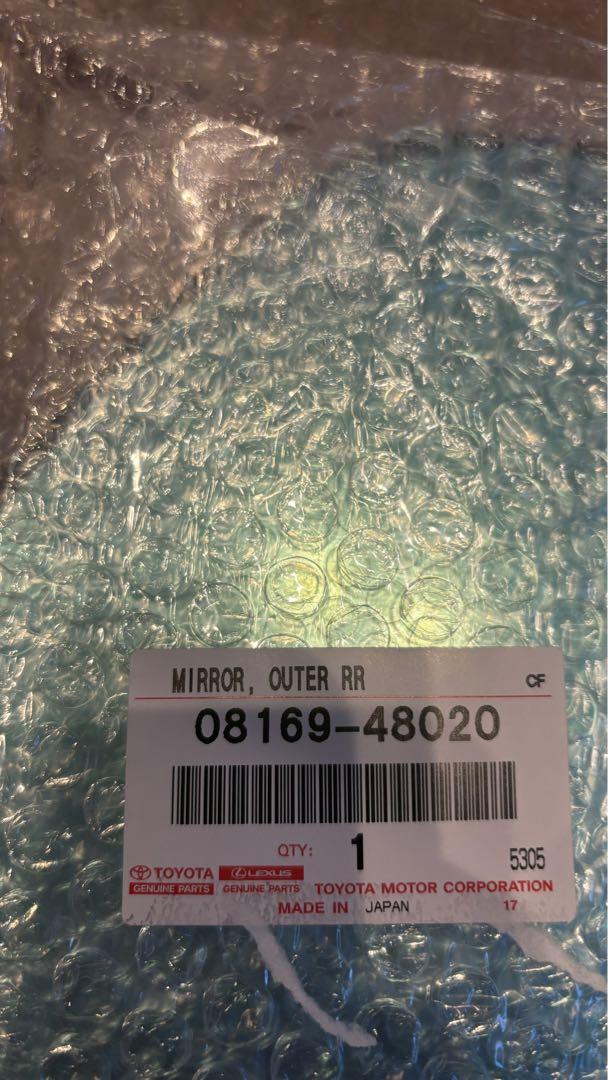 MIRROR, OUTER RR CF
08169-48020
QTY: 1 5305
TOYOTA LEXUS
GENUINE PARTS GENUINE PARTS TOYOTA MOTOR CORPORATION
MADE IN JAPAN 17